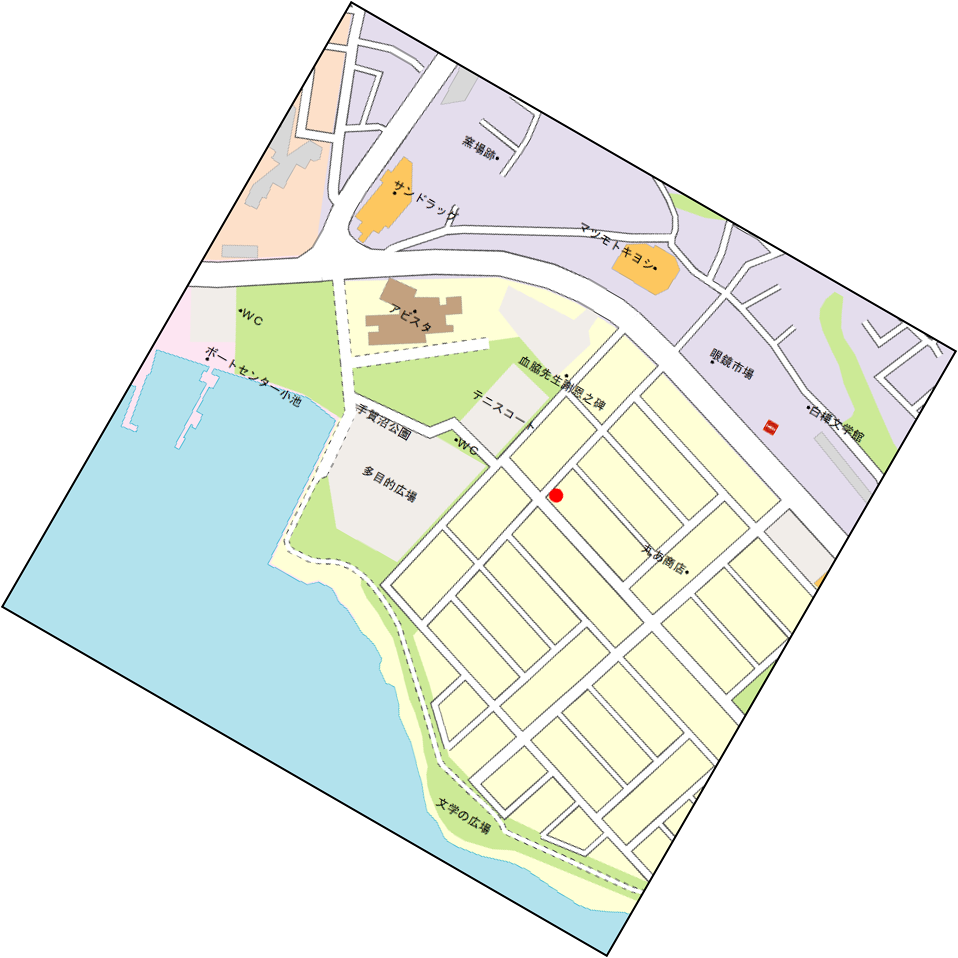 窯場跡
サンドラッグ
マツモトキヨシ
WC
アビスタ
ボートセンター小池
眼鏡市場
血脇先生謝恩之碑
テニスコート
手賀沼公園
白樺文学館
WC
多目的広場
丸あ商店
文学の広場